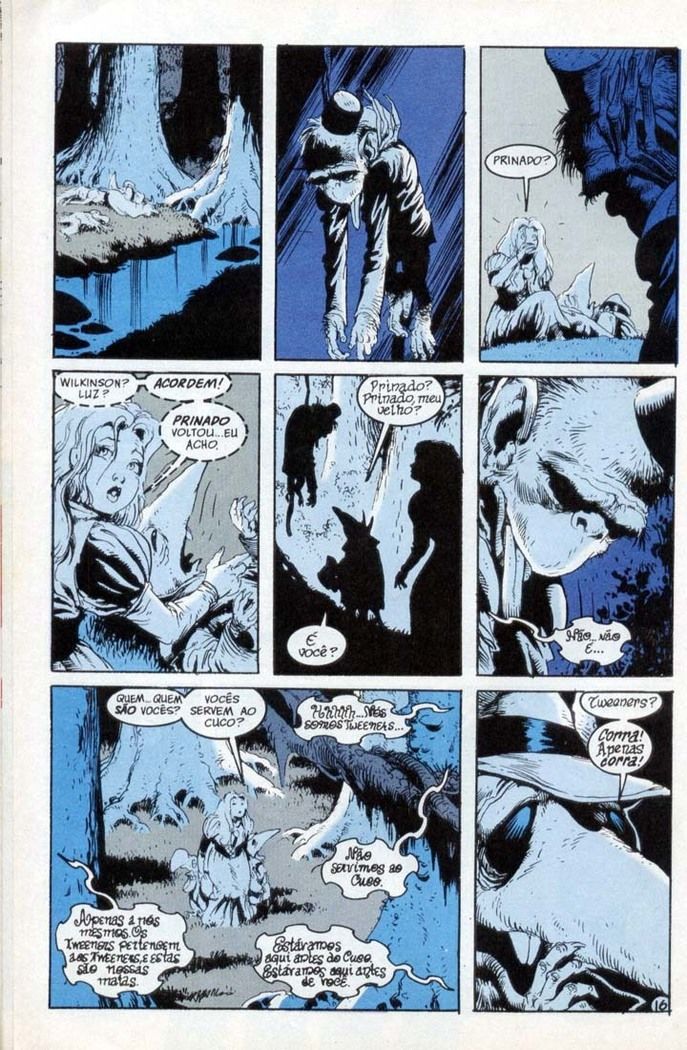 PRINADO?
WILKINSON?
LUZ?
ACORDEM!
PRINADO
VOLTOU...EU
ACHO.
Prinado?
Prinado, meu
velho?
É
você?
Não...não
é...
QUEM...QUEM
SÃO VOCÊS?
VOCÊS
SERVEM AO
CUCO?
somos Tweeners...
Não
servimos ao
Cuco.
Apenas a nós
mesmos. Os
Tweeners pertencem
aos Tweeners, e estas
são nossas
matas.
Estávamos
aqui antes do Cuco.
Estávamos aqui antes
de você.
Tweeners?
Corra!
Apenas
corra!
16